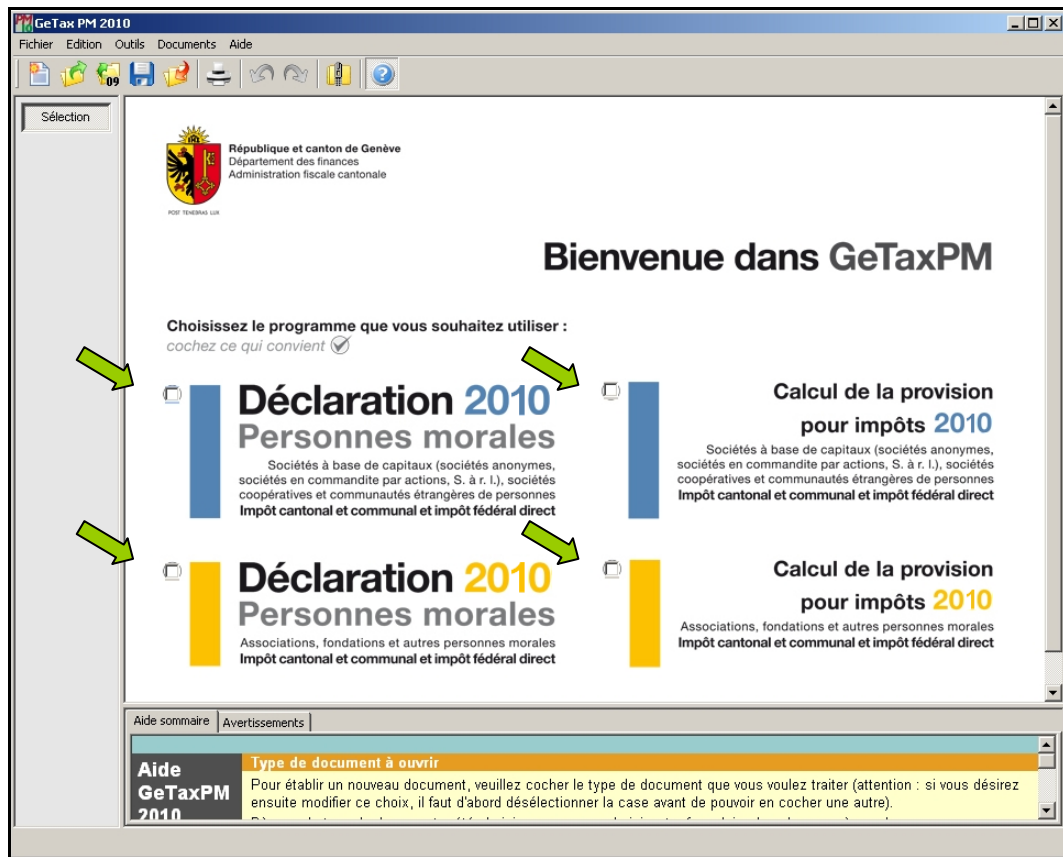 GeTax PM 2010
Fichier Edition Outils Documents Aide
09
Sélection
République et canton de Genève
Département des finances
Administration fiscale cantonale
POST TENEBRAS LUX
Bienvenue dans GeTaxPM
Choisissez le programme que vous souhaitez utiliser :
cochez ce qui convient
Déclaration 2010
Personnes morales
Sociétés à base de capitaux (sociétés anonymes,
sociétés en commandite par actions, S. à r. l.), sociétés
coopératives et communautés étrangères de personnes
Impôt cantonal et communal et impôt fédéral direct
Calcul de la provision
pour impôts 2010
Sociétés à base de capitaux (sociétés anonymes,
sociétés en commandite par actions, S. à r. l.), sociétés
coopératives et communautés étrangères de personnes
Impôt cantonal et communal et impôt fédéral direct
Déclaration 2010
Personnes morales
Associations, fondations et autres personnes morales
Impôt cantonal et communal et impôt fédéral direct
Calcul de la provision
pour impôts 2010
Associations, fondations et autres personnes morales
Impôt cantonal et communal et impôt fédéral direct
Aide sommaire Avertissements
Aide
GeTaxPM
2010
Type de document à ouvrir
Pour établir un nouveau document, veuillez cocher le type de document que vous voulez traiter (attention : si vous désirez
ensuite modifier ce choix, il faut d'abord désélectionner la case avant de pouvoir en cocher une autre).